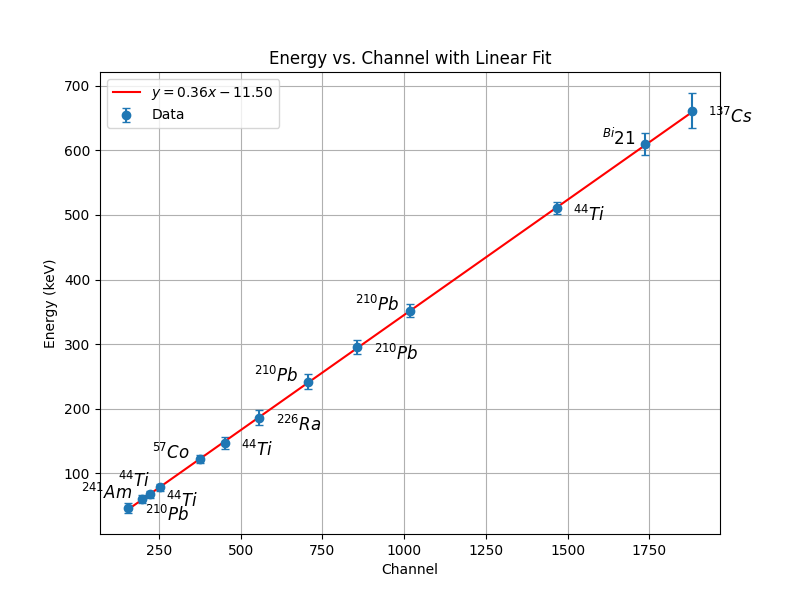 Energy vs. Channel with Linear Fit
y = 0.36x − 11.50
Data
Energy (keV)
700
600
500
400
300
200
100
¹³⁷Cs
ᴮⁱ21
⁴⁴Ti
²¹⁰Pb
²¹⁰Pb
²¹⁰Pb
²²⁶Ra
⁵⁷Co
⁴⁴Ti
⁴⁴Ti
²⁴¹Am
⁴⁴Ti
²¹⁰Pb
250
500
750
1000
1250
1500
1750
Channel